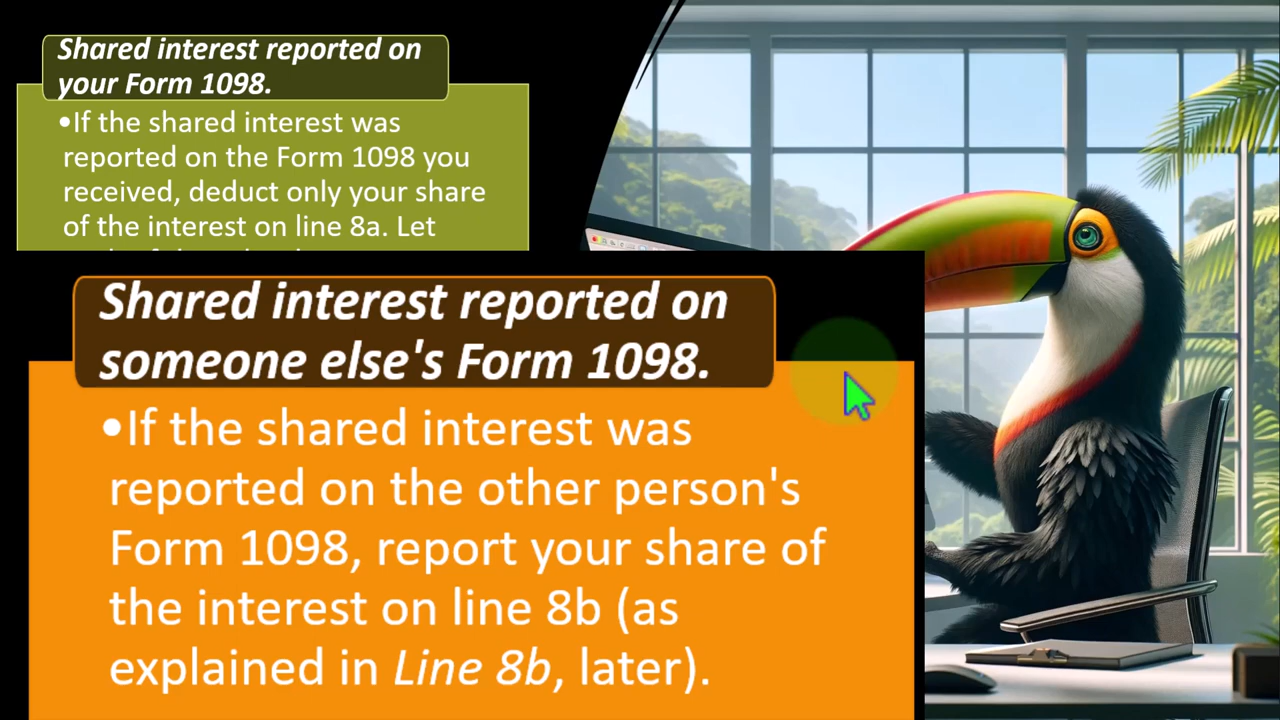 Shared interest reported on
your Form 1098.
•If the shared interest was
reported on the Form 1098 you
received, deduct only your share
of the interest on line 8a. Let
Shared interest reported on
someone else's Form 1098.
•If the shared interest was
reported on the other person's
Form 1098, report your share of
the interest on line 8b (as
explained in Line 8b, later).